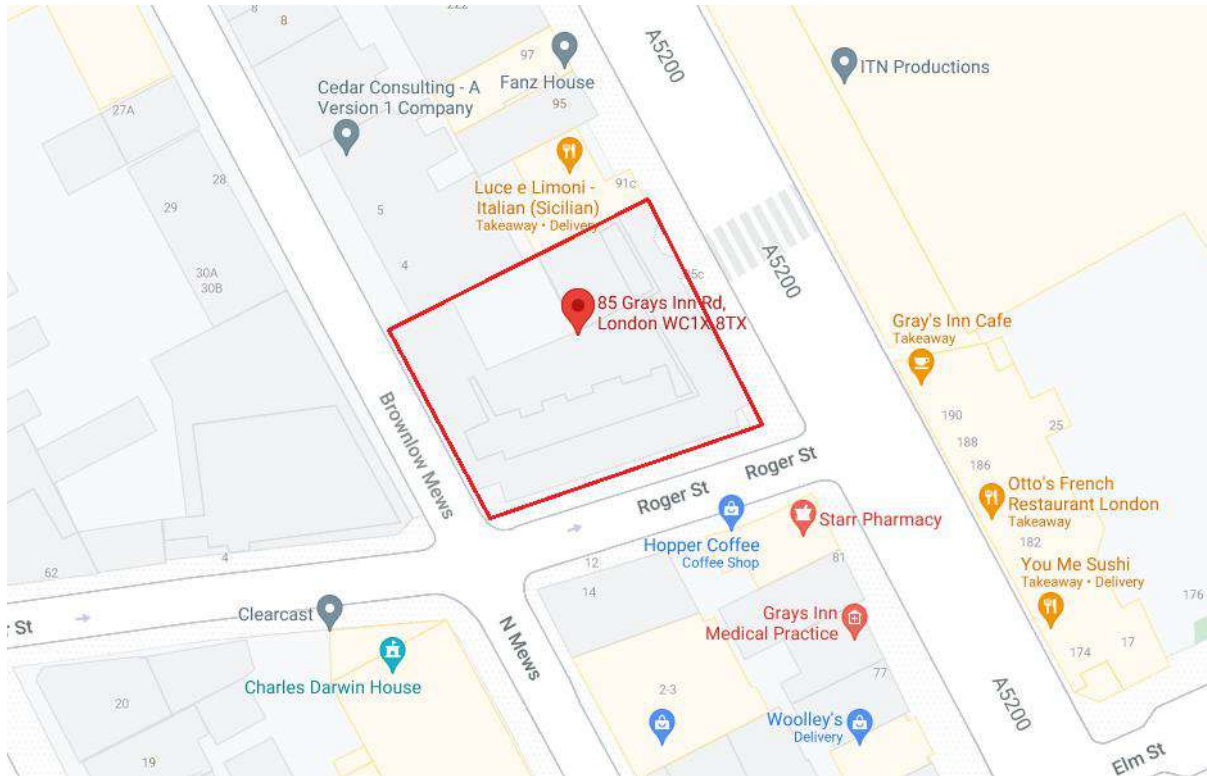 8
8
222
A5200
97
Fanz House
95
ITN Productions
Cedar Consulting - A
Version 1 Company
27A
28
29
30A
30B
5
4
Luce e Limoni -
Italian (Sicilian)
Takeaway • Delivery
91c
A5200
85 Grays Inn Rd,
London WC1X 8TX
Gray's Inn Cafe
Takeaway
190
188
186
25
Otto's French
Restaurant London
Takeaway
182
You Me Sushi
Takeaway • Delivery
176
174
17
Brownlow Mews
Roger St
Roger St
Starr Pharmacy
Hopper Coffee
Coffee Shop
12
14
81
Grays Inn
Medical Practice
77
62
4
Clearcast
St
N Mews
Charles Darwin House
20
19
2-3
Woolley's
Delivery
A5200
Elm St